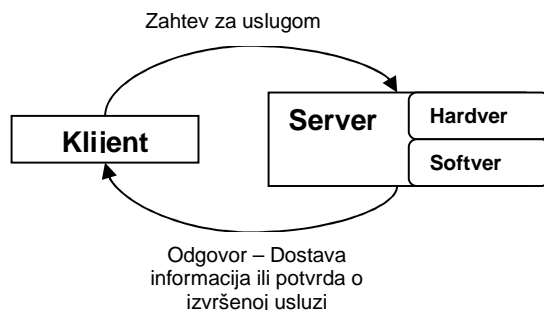 Zahtev za uslugom
Klijent
Server
Hardver
Softver
Odgovor – Dostava
informacija ili potvrda o
izvršenoj usluzi